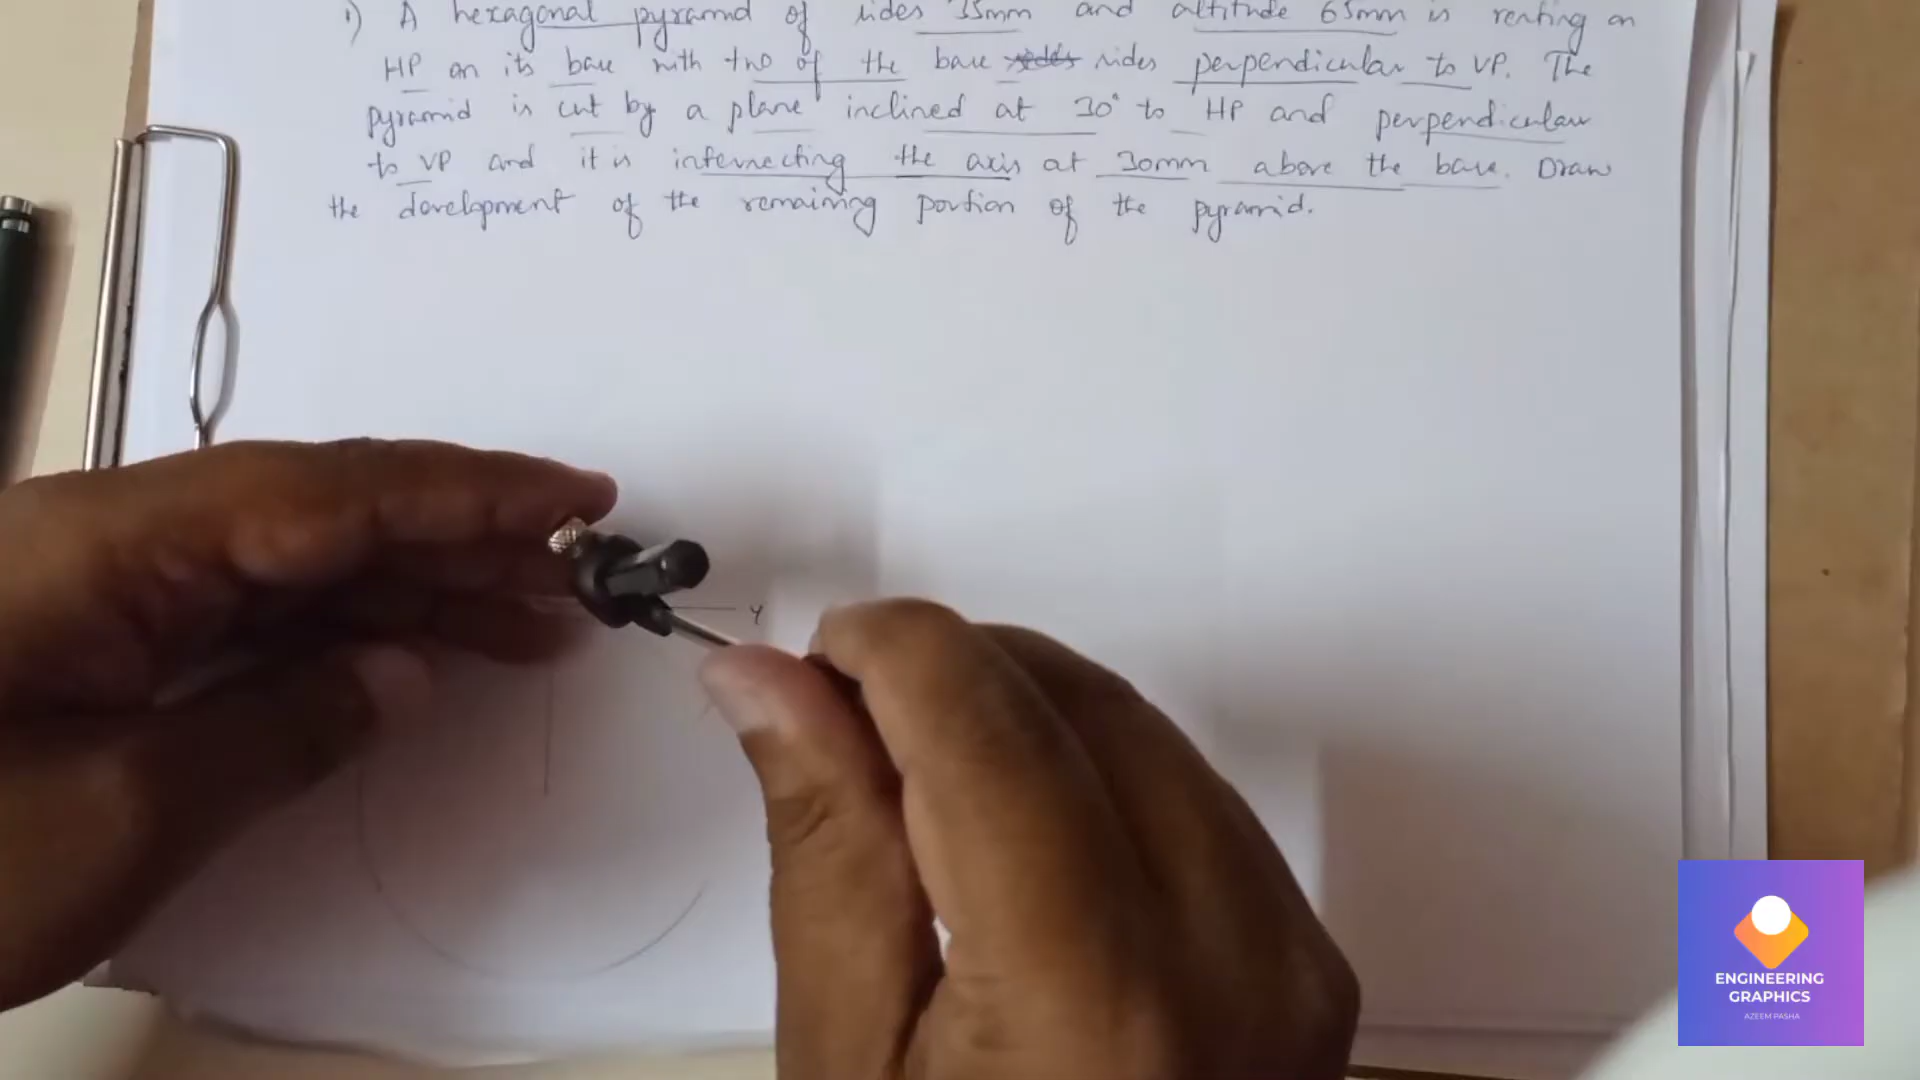 1) A hexagonal pyramid of sides 35mm and altitude 65mm is resting on
HP on its base with two of the base sides perpendicular to VP. The
pyramid is cut by a plane inclined at 30° to HP and perpendicular
to VP and it is intersecting the axis at 30mm above the base. Draw
the development of the remaining portion of the pyramid.
Y
ENGINEERING
GRAPHICS
AZEEM PASHA